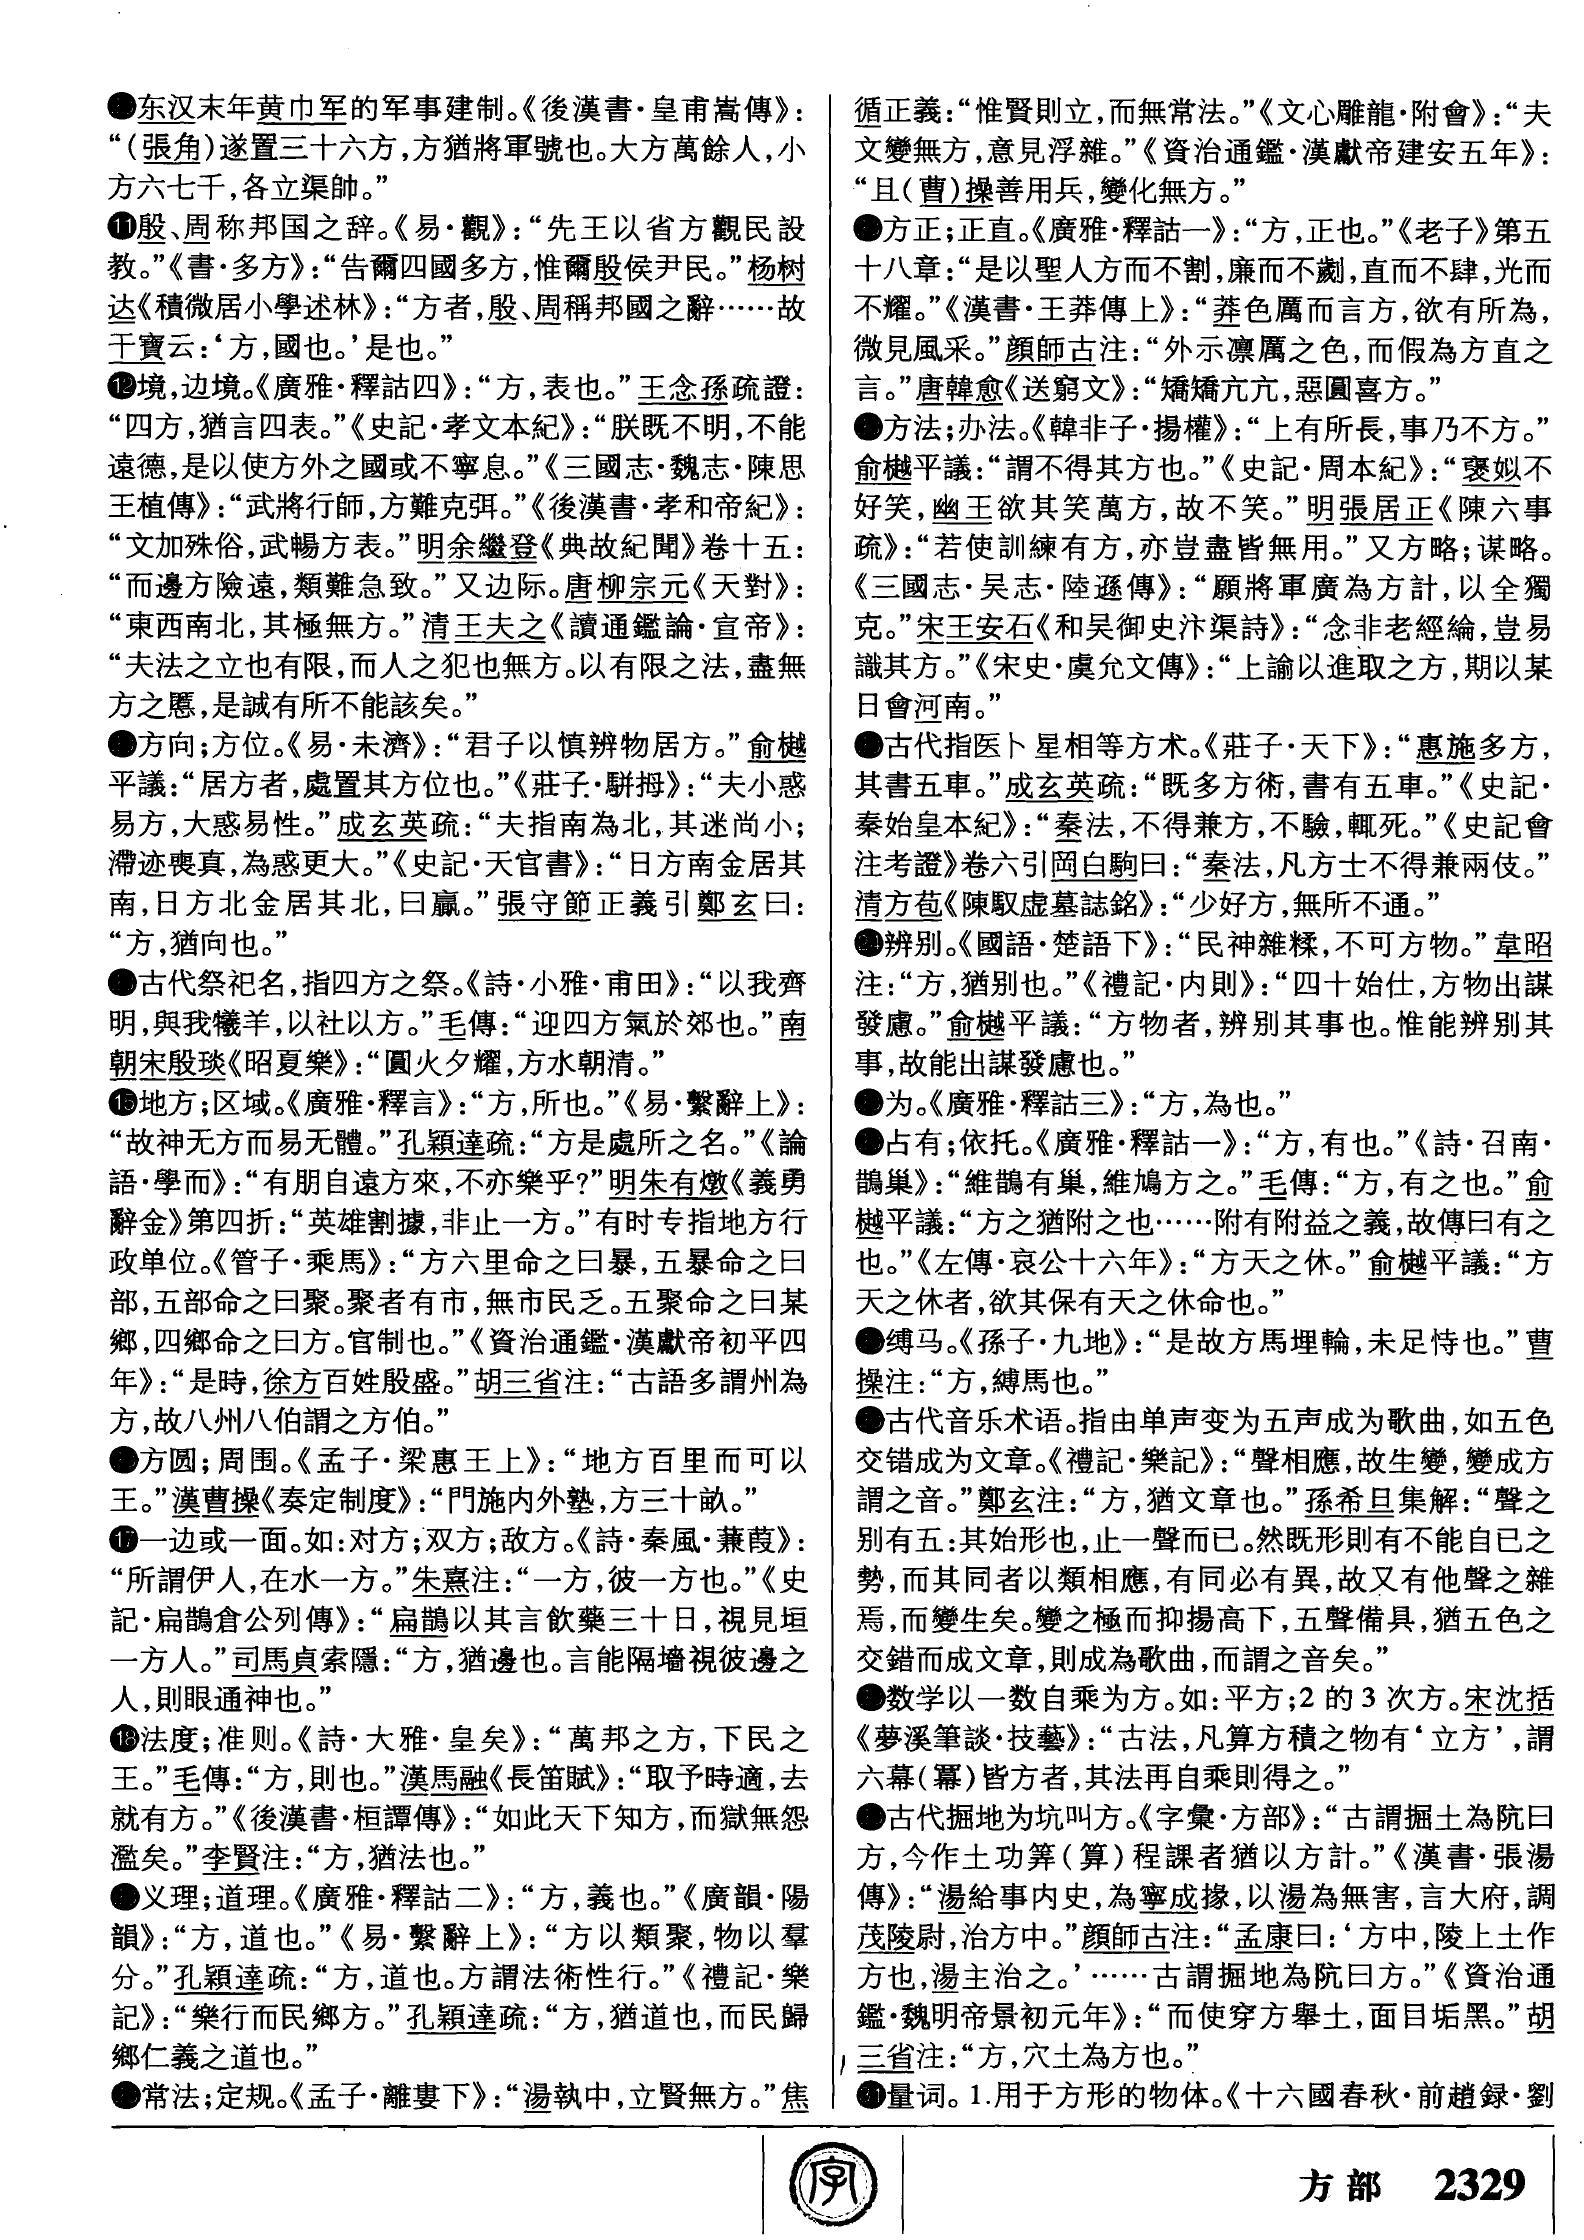 ❿东汉末年黄巾军的军事建制。《後漢書·皇甫嵩傳》：
“（張角）遂置三十六方，方猶將軍號也。大方萬餘人，小
方六七千，各立渠帥。”
⓫殷、周称邦国之辞。《易·觀》：“先王以省方觀民設
教。”《書·多方》：“告爾四國多方，惟爾殷侯尹民。”杨树
达《積微居小學述林》：“方者，殷、周稱邦國之辭……故
干寶云：‘方，國也。’是也。”
⓬境，边境。《廣雅·釋詁四》：“方，表也。”王念孫疏證：
“四方，猶言四表。”《史記·孝文本紀》：“朕既不明，不能
遠德，是以使方外之國或不寧息。”《三國志·魏志·陳思
王植傳》：“武將行師，方難克弭。”《後漢書·孝和帝紀》：
“文加殊俗，武暢方表。”明余繼登《典故紀聞》卷十五：
“而邊方險遠，類難急致。”又边际。唐柳宗元《天對》：
“東西南北，其極無方。”清王夫之《讀通鑑論·宣帝》：
“夫法之立也有限，而人之犯也無方。以有限之法，盡無
方之慝，是誠有所不能該矣。”
⓭方向；方位。《易·未濟》：“君子以慎辨物居方。”俞樾
平議：“居方者，處置其方位也。”《莊子·駢拇》：“夫小惑
易方，大惑易性。”成玄英疏：“夫指南為北，其迷尚小；
滯迹喪真，為惑更大。”《史記·天官書》：“日方南金居其
南，日方北金居其北，曰贏。”張守節正義引鄭玄曰：
“方，猶向也。”
⓮古代祭祀名，指四方之祭。《詩·小雅·甫田》：“以我齊
明，與我犧羊，以社以方。”毛傳：“迎四方氣於郊也。”南
朝宋殷琰《昭夏樂》：“圓火夕耀，方水朝清。”
⓯地方；区域。《廣雅·釋言》：“方，所也。”《易·繫辭上》：
“故神无方而易无體。”孔穎達疏：“方是處所之名。”《論
語·學而》：“有朋自遠方來，不亦樂乎？”明朱有燉《義勇
辭金》第四折：“英雄割據，非止一方。”有时专指地方行
政单位。《管子·乘馬》：“方六里命之曰暴，五暴命之曰
部，五部命之曰聚。聚者有市，無市民乏。五聚命之曰某
鄉，四鄉命之曰方。官制也。”《資治通鑑·漢獻帝初平四
年》：“是時，徐方百姓殷盛。”胡三省注：“古語多謂州為
方，故八州八伯謂之方伯。”
⓰方圆；周围。《孟子·梁惠王上》：“地方百里而可以
王。”漢曹操《奏定制度》：“門施内外塾，方三十畝。”
⓱一边或一面。如：对方；双方；敌方。《詩·秦風·蒹葭》：
“所謂伊人，在水一方。”朱熹注：“一方，彼一方也。”《史
記·扁鵲倉公列傳》：“扁鵲以其言飲藥三十日，視見垣
一方人。”司馬貞索隱：“方，猶邊也。言能隔墻視彼邊之
人，則眼通神也。”
⓲法度；准则。《詩·大雅·皇矣》：“萬邦之方，下民之
王。”毛傳：“方，則也。”漢馬融《長笛賦》：“取予時適，去
就有方。”《後漢書·桓譚傳》：“如此天下知方，而獄無怨
濫矣。”李賢注：“方，猶法也。”
⓳义理；道理。《廣雅·釋詁二》：“方，義也。”《廣韻·陽
韻》：“方，道也。”《易·繫辭上》：“方以類聚，物以羣
分。”孔穎達疏：“方，道也。方謂法術性行。”《禮記·樂
記》：“樂行而民鄉方。”孔穎達疏：“方，猶道也，而民歸
鄉仁義之道也。”
⓴常法；定规。《孟子·離婁下》：“湯執中，立賢無方。”焦
循正義：“惟賢則立，而無常法。”《文心雕龍·附會》：“夫
文變無方，意見浮雜。”《資治通鑑·漢獻帝建安五年》：
“且（曹）操善用兵，變化無方。”
㉑方正；正直。《廣雅·釋詁一》：“方，正也。”《老子》第五
十八章：“是以聖人方而不割，廉而不劌，直而不肆，光而
不耀。”《漢書·王莽傳上》：“莽色厲而言方，欲有所為，
微見風采。”顔師古注：“外示凛厲之色，而假為方直之
言。”唐韓愈《送窮文》：“矯矯亢亢，惡圓喜方。”
㉒方法；办法。《韓非子·揚權》：“上有所長，事乃不方。”
俞樾平議：“謂不得其方也。”《史記·周本紀》：“褒姒不
好笑，幽王欲其笑萬方，故不笑。”明張居正《陳六事
疏》：“若使訓練有方，亦豈盡皆無用。”又方略；谋略。
《三國志·吴志·陸遜傳》：“願將軍廣為方計，以全獨
克。”宋王安石《和吴御史汴渠詩》：“念非老經綸，豈易
識其方。”《宋史·虞允文傳》：“上諭以進取之方，期以某
日會河南。”
㉓古代指医卜星相等方术。《莊子·天下》：“惠施多方，
其書五車。”成玄英疏：“既多方術，書有五車。”《史記·
秦始皇本紀》：“秦法，不得兼方，不驗，輒死。”《史記會
注考證》卷六引岡白駒曰：“秦法，凡方士不得兼兩伎。”
清方苞《陳馭虚墓誌銘》：“少好方，無所不通。”
㉔辨别。《國語·楚語下》：“民神雜糅，不可方物。”韋昭
注：“方，猶别也。”《禮記·内則》：“四十始仕，方物出謀
發慮。”俞樾平議：“方物者，辨别其事也。惟能辨别其
事，故能出謀發慮也。”
㉕为。《廣雅·釋詁三》：“方，為也。”
㉖占有；依托。《廣雅·釋詁一》：“方，有也。”《詩·召南·
鵲巢》：“維鵲有巢，維鳩方之。”毛傳：“方，有之也。”俞
樾平議：“方之猶附之也……附有附益之義，故傳曰有之
也。”《左傳·哀公十六年》：“方天之休。”俞樾平議：“方
天之休者，欲其保有天之休命也。”
㉗缚马。《孫子·九地》：“是故方馬埋輪，未足恃也。”曹
操注：“方，縛馬也。”
㉘古代音乐术语。指由单声变为五声成为歌曲，如五色
交错成为文章。《禮記·樂記》：“聲相應，故生變，變成方
謂之音。”鄭玄注：“方，猶文章也。”孫希旦集解：“聲之
别有五：其始形也，止一聲而已。然既形則有不能自已之
勢，而其同者以類相應，有同必有異，故又有他聲之雜
焉，而變生矣。變之極而抑揚高下，五聲備具，猶五色之
交錯而成文章，則成為歌曲，而謂之音矣。”
㉙数学以一数自乘为方。如：平方；2的3次方。宋沈括
《夢溪筆談·技藝》：“古法，凡算方積之物有‘立方’，謂
六幕（冪）皆方者，其法再自乘則得之。”
㉚古代掘地为坑叫方。《字彙·方部》：“古謂掘土為阬曰
方，今作土功筭（算）程課者猶以方計。”《漢書·張湯
傳》：“湯給事内史，為寧成掾，以湯為無害，言大府，調
茂陵尉，治方中。”顔師古注：“孟康曰：‘方中，陵上土作
方也，湯主治之。’……古謂掘地為阬曰方。”《資治通
鑑·魏明帝景初元年》：“而使穿方舉土，面目垢黑。”胡
三省注：“方，穴土為方也。”
㉛量词。1.用于方形的物体。《十六國春秋·前趙録·劉
字
方部 2329